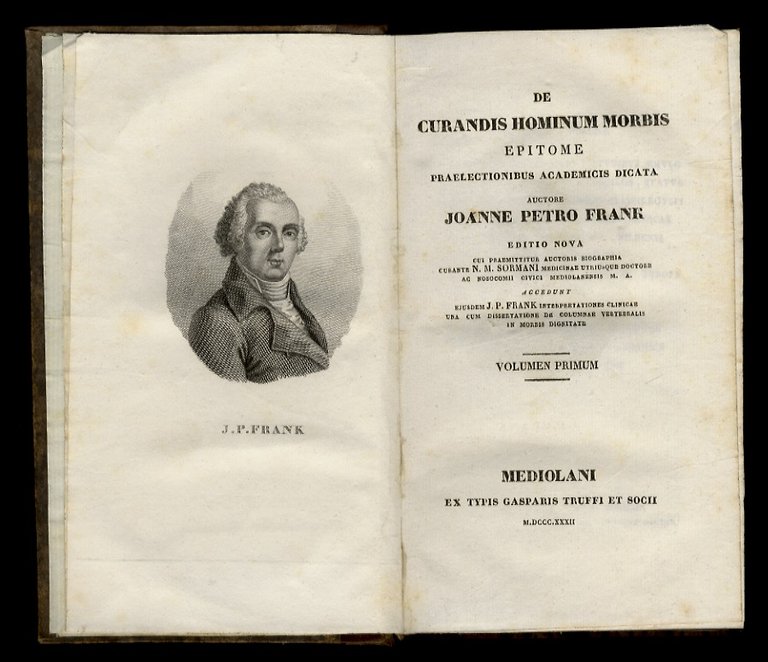 J.P.FRANK
DE
CURANDIS HOMINUM MORBIS
EPITOME
PRAELECTIONIBUS ACADEMICIS DICATA
AUCTORE
JOANNE PETRO FRANK
EDITIO NOVA
CUI PRAEMITTITUR AUCTORIS BIOGRAPHIA
CURANTE N. M. SORMANI MEDICINAE UTRIUSQUE DOCTORE
AC NOSOCOMII CIVICI MEDIOLANENSIS M. A.
ACCEDUNT
EJUSDEM J. P. FRANK INTERPRETATIONES CLINICAE
UNA CUM DISSERTATIONE DE COLUMNAE VERTEBRALIS
IN MORBIS DIGNITATE
VOLUMEN PRIMUM
MEDIOLANI
EX TYPIS GASPARIS TRUFFI ET SOCII
M.DCCC.XXXII